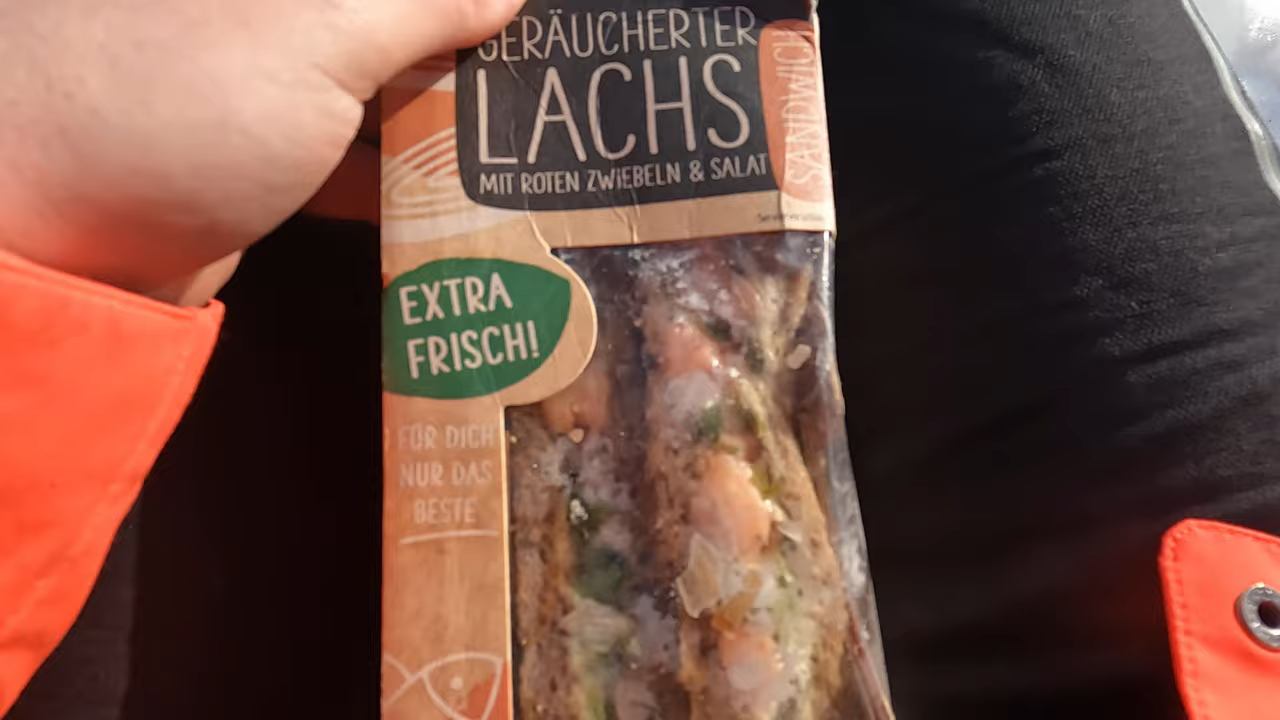 GERÄUCHERTER
LACHS
MIT ROTEN ZWIEBELN & SALAT
SANDWICH
EXTRA
FRISCH!
FÜR DICH
NUR DAS
BESTE